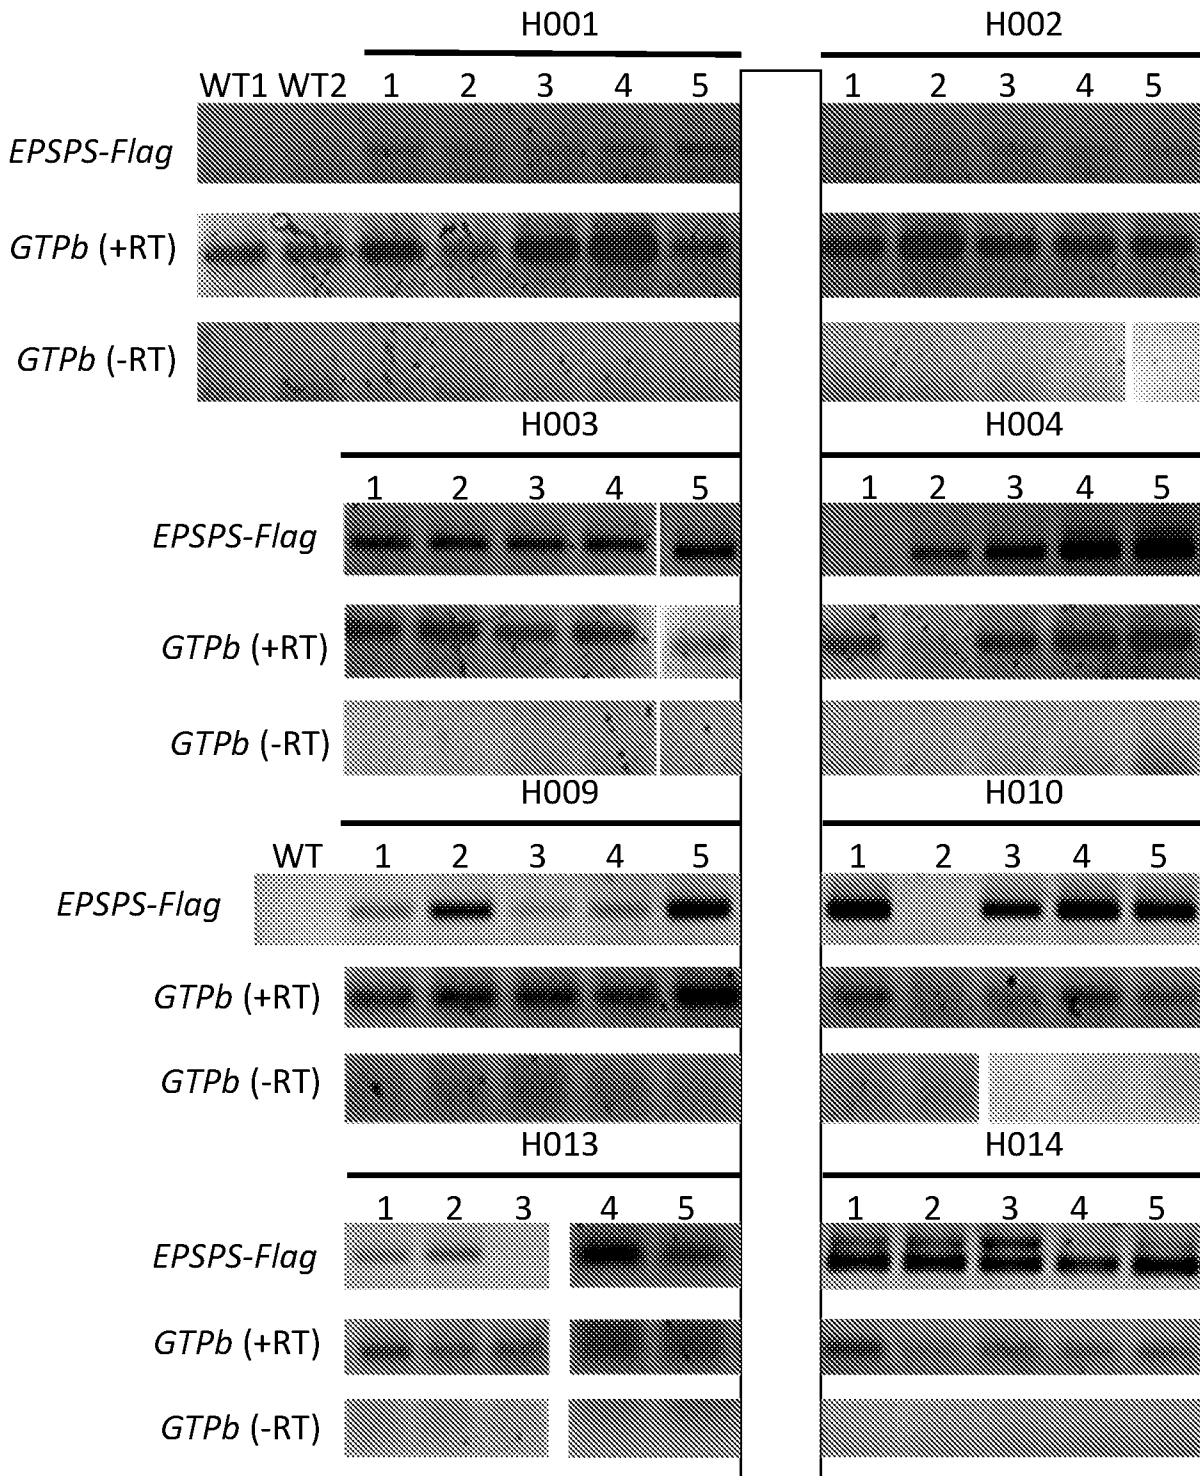 H001 H002
WT1 WT2 1 2 3 4 5 1 2 3 4 5
EPSPS-Flag
GTPb (+RT)
GTPb (-RT)
H003 H004
1 2 3 4 5 1 2 3 4 5
EPSPS-Flag
GTPb (+RT)
GTPb (-RT)
H009 H010
WT 1 2 3 4 5 1 2 3 4 5
EPSPS-Flag
GTPb (+RT)
GTPb (-RT)
H013 H014
1 2 3 4 5 1 2 3 4 5
EPSPS-Flag
GTPb (+RT)
GTPb (-RT)